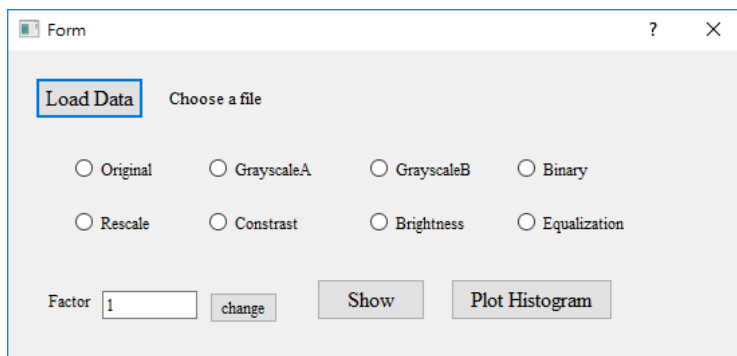 Form ?
Load Data Choose a file
Original GrayscaleA GrayscaleB Binary
Rescale Constrast Brightness Equalization
Factor 1 change Show Plot Histogram